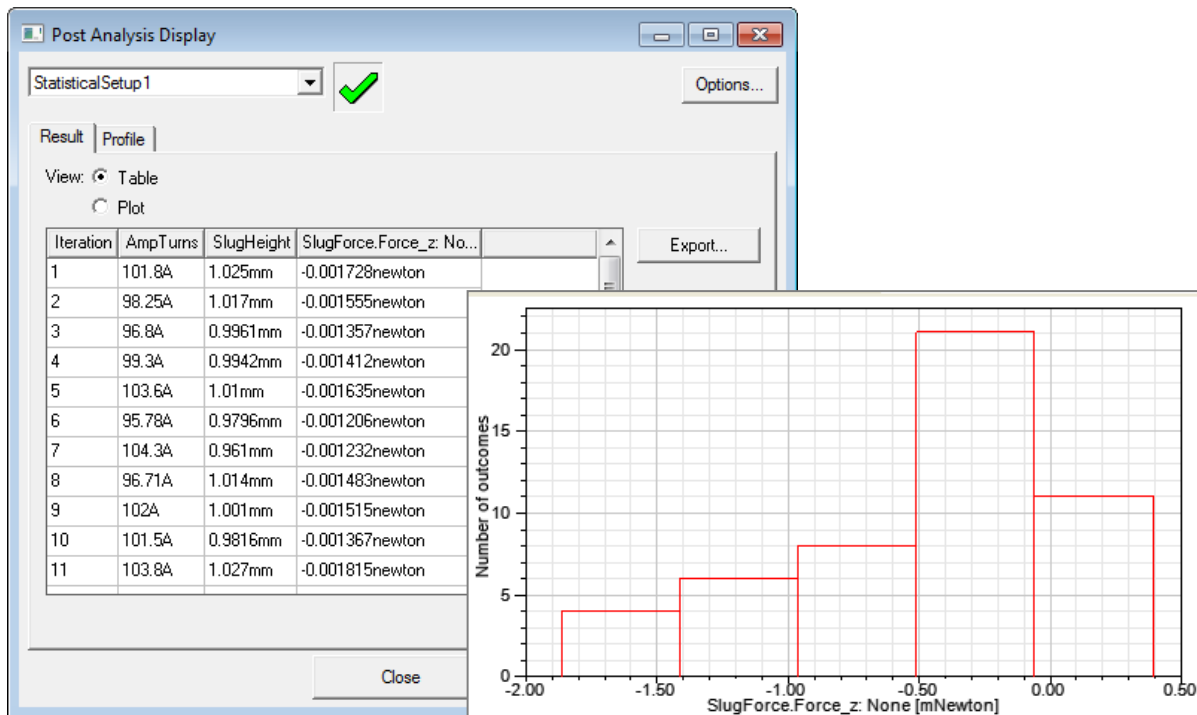 Post Analysis Display
StatisticalSetup1
Options...
Result Profile
View: Table
Plot
Iteration AmpTurns SlugHeight SlugForce.Force_z: No...
Export...
1 101.8A 1.025mm -0.001728newton
2 98.25A 1.017mm -0.001555newton
3 96.8A 0.9961mm -0.001357newton
4 99.3A 0.9942mm -0.001412newton
5 103.6A 1.01mm -0.001635newton
6 95.78A 0.9796mm -0.001206newton
7 104.3A 0.961mm -0.001232newton
8 96.71A 1.014mm -0.001483newton
9 102A 1.001mm -0.001515newton
10 101.5A 0.9816mm -0.001367newton
11 103.8A 1.027mm -0.001815newton
Close
Number of outcomes
20
15
10
5
0
-2.00 -1.50 -1.00 -0.50 0.00 0.50
SlugForce.Force_z: None [mNewton]